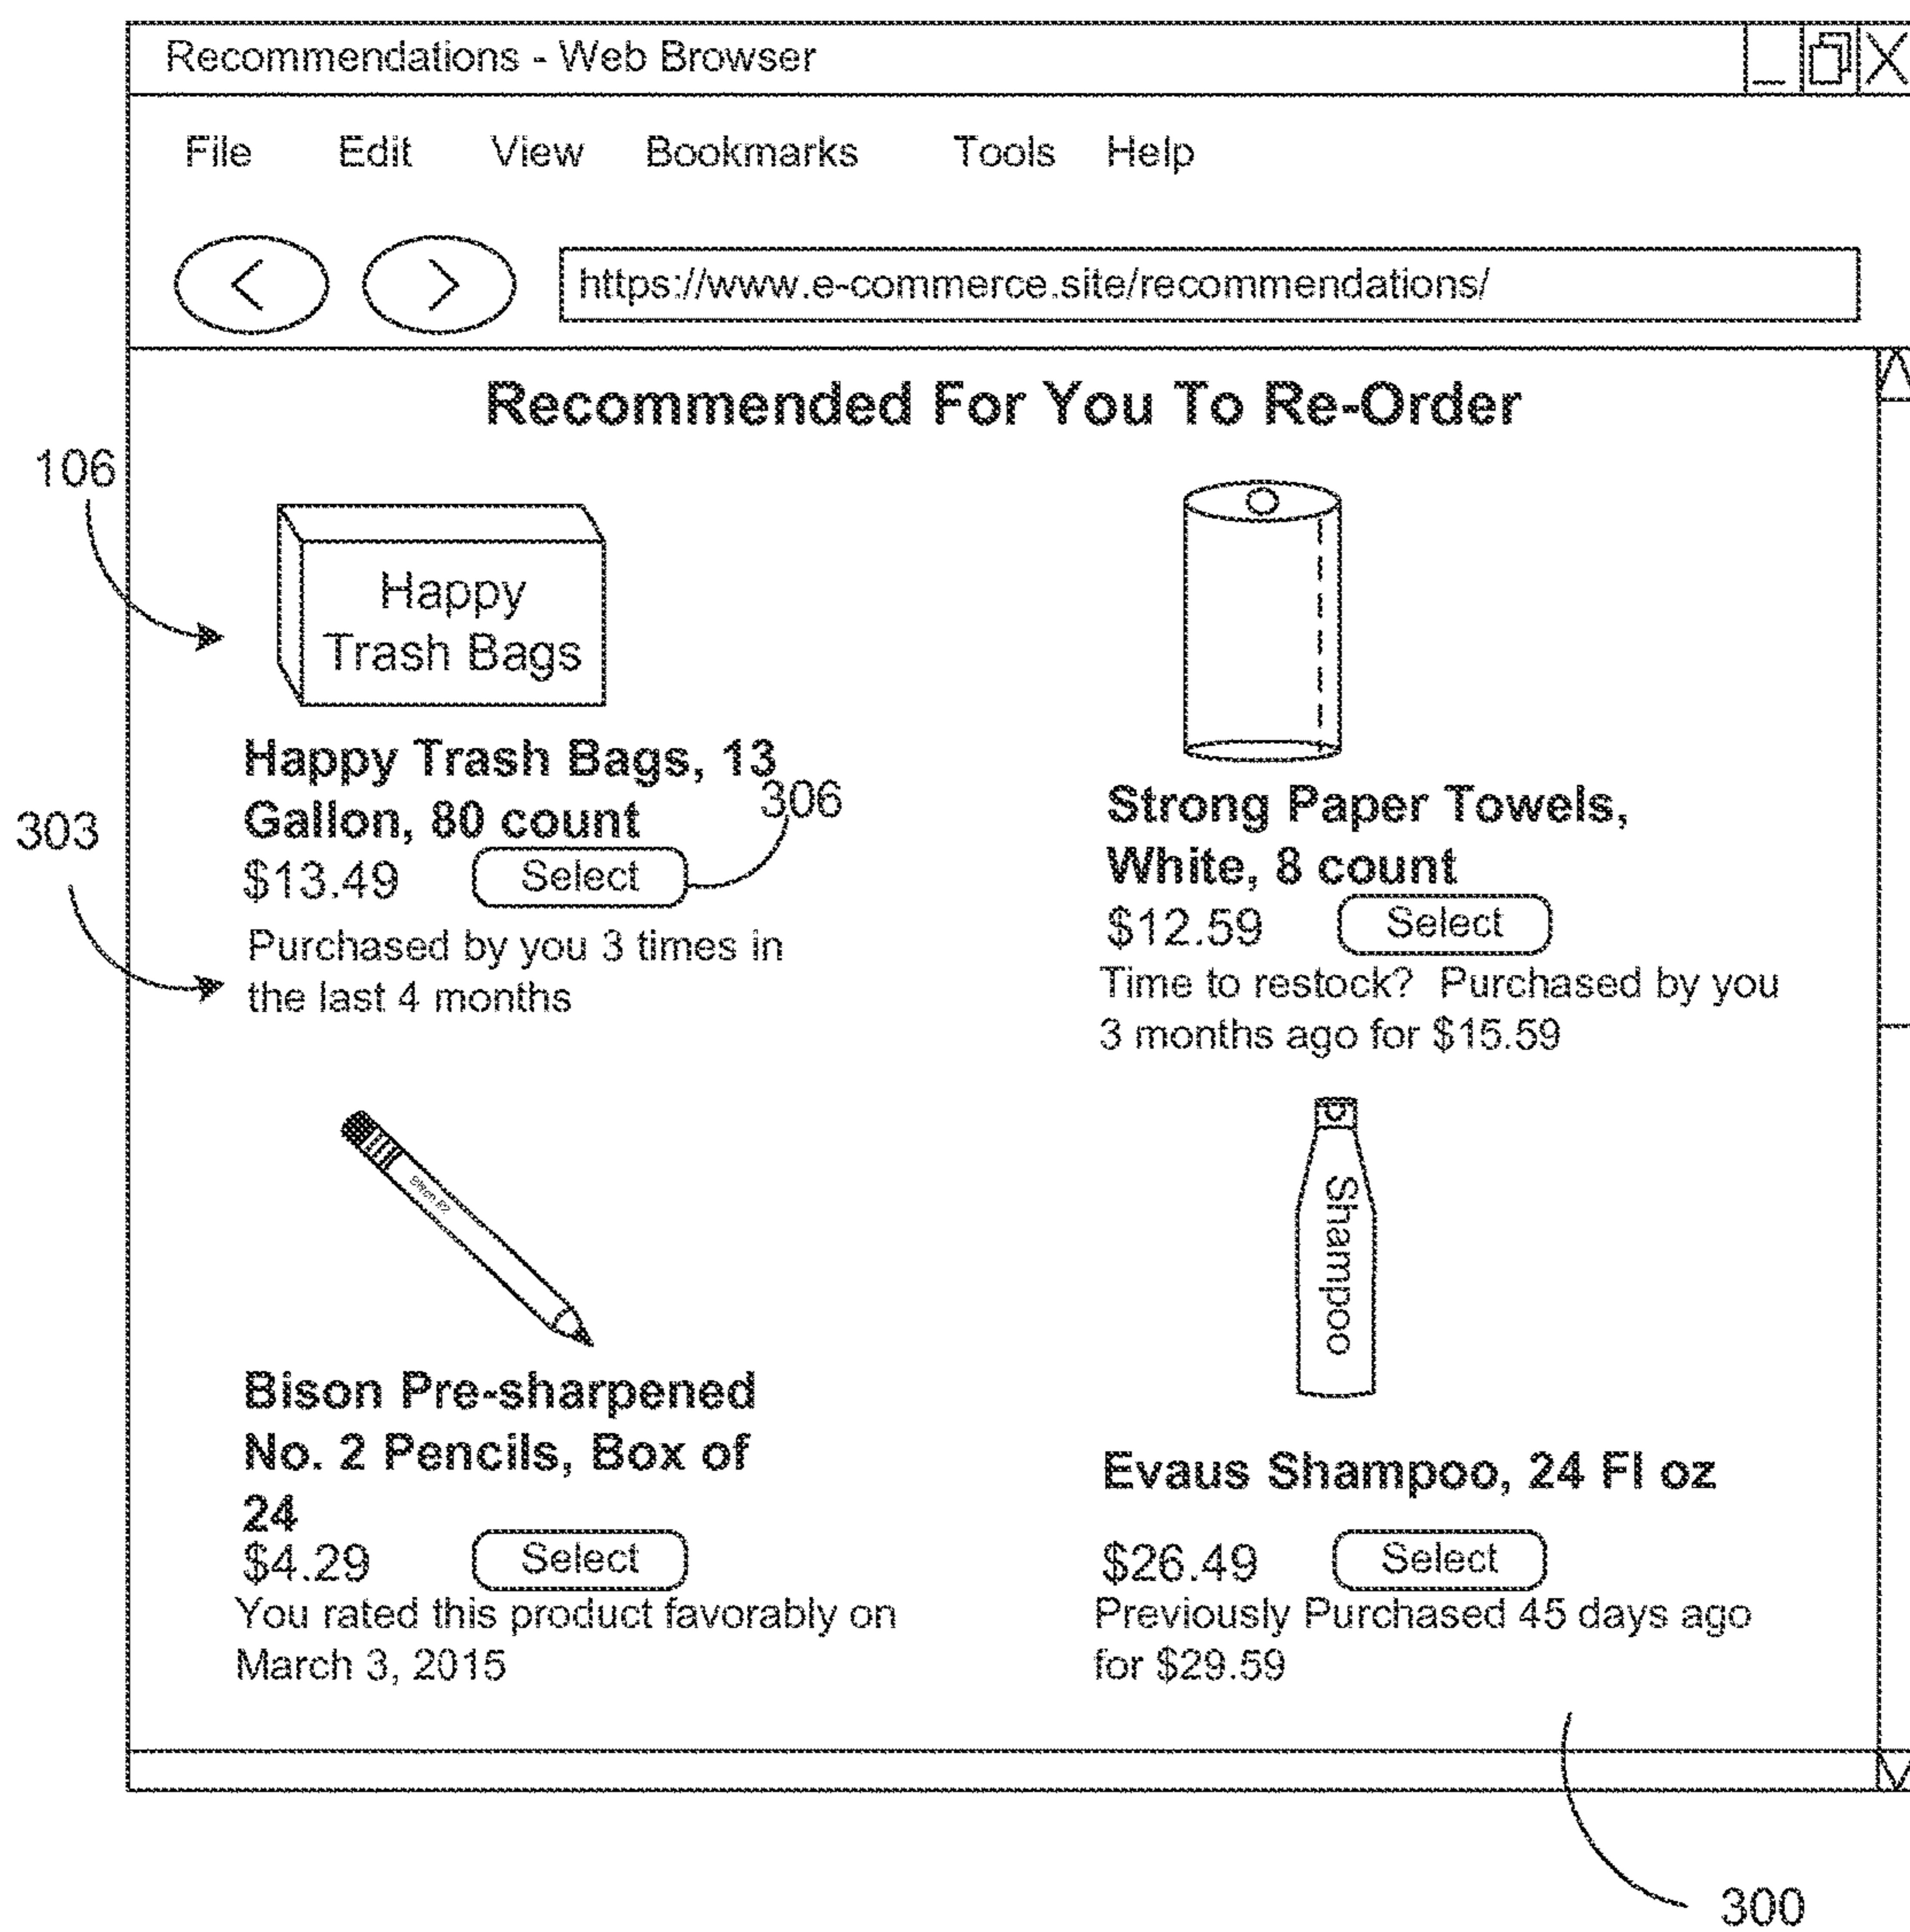 Recommendations - Web Browser
File Edit View Bookmarks Tools Help
https://www.e-commerce.site/recommendations/
Recommended For You To Re-Order
106
Happy
Trash Bags
Happy Trash Bags, 13
Gallon, 80 count
306
303
$13.49 Select
Purchased by you 3 times in
the last 4 months
Strong Paper Towels,
White, 8 count
$12.59 Select
Time to restock? Purchased by you
3 months ago for $15.59
Bison Pre-sharpened
No. 2 Pencils, Box of
24
$4.29 Select
You rated this product favorably on
March 3, 2015
Shampoo
Evaus Shampoo, 24 Fl oz
$26.49 Select
Previously Purchased 45 days ago
for $29.59
300